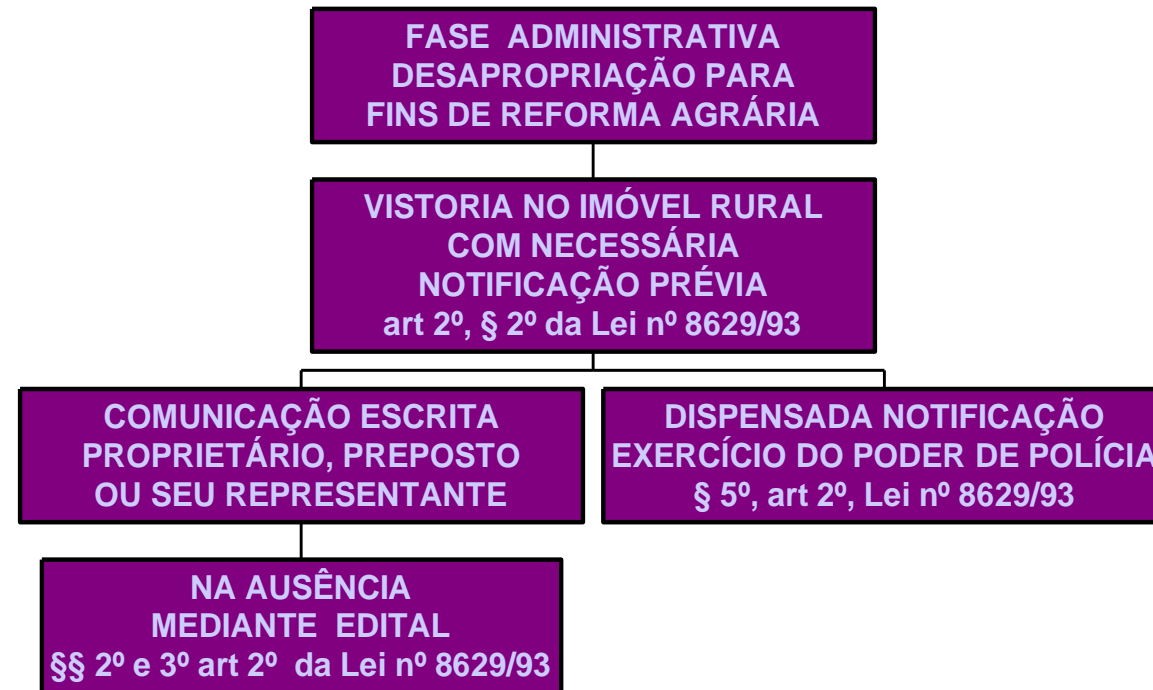 FASE ADMINISTRATIVA
DESAPROPRIAÇÃO PARA
FINS DE REFORMA AGRÁRIA
VISTORIA NO IMÓVEL RURAL
COM NECESSÁRIA
NOTIFICAÇÃO PRÉVIA
art 2º, § 2º da Lei nº 8629/93
COMUNICAÇÃO ESCRITA
PROPRIETÁRIO, PREPOSTO
OU SEU REPRESENTANTE
DISPENSADA NOTIFICAÇÃO
EXERCÍCIO DO PODER DE POLÍCIA
§ 5º, art 2º, Lei nº 8629/93
NA AUSÊNCIA
MEDIANTE EDITAL
§§ 2º e 3º art 2º da Lei nº 8629/93